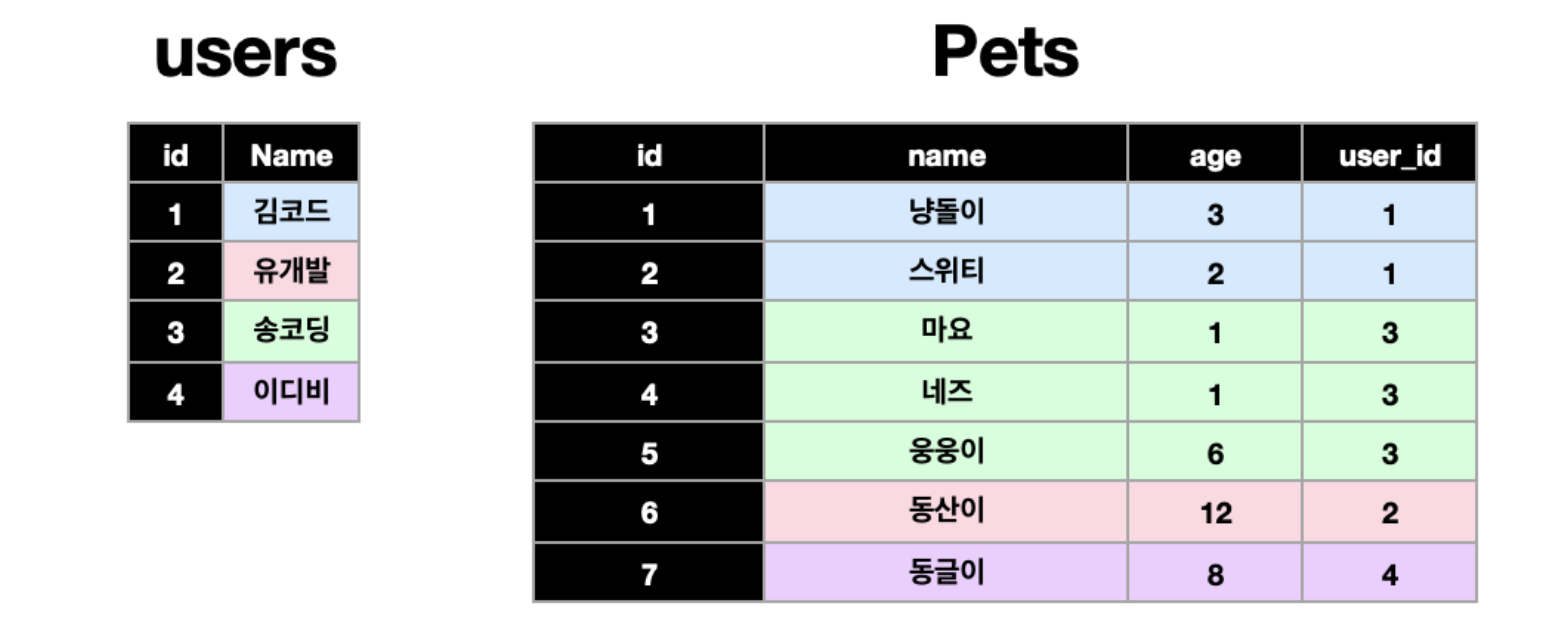 users
id Name
1 김코드
2 유개발
3 송코딩
4 이디비
Pets
id name age user_id
1 냥돌이 3 1
2 스위티 2 1
3 마요 1 3
4 네즈 1 3
5 웅웅이 6 3
6 동산이 12 2
7 동글이 8 4